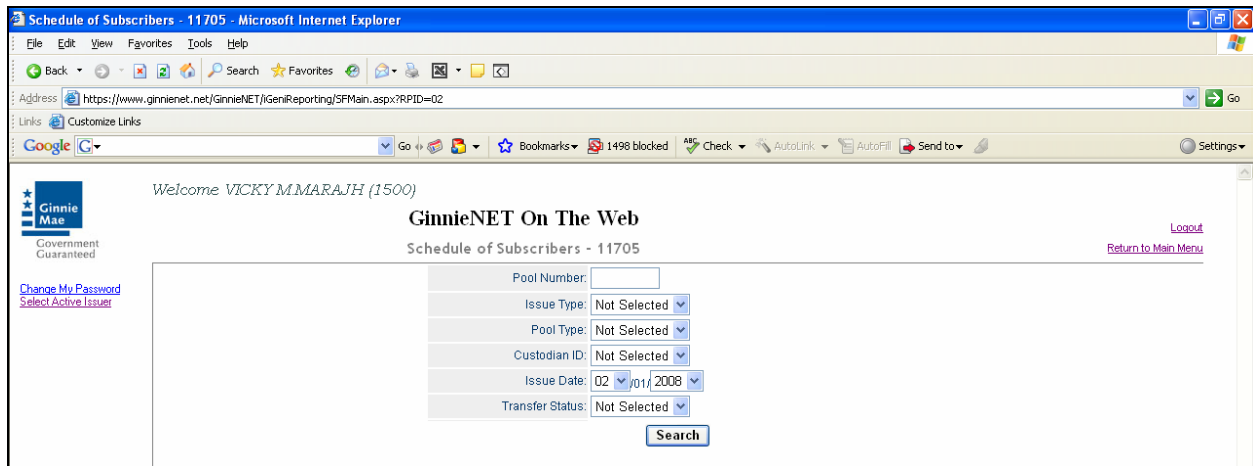 Schedule of Subscribers - 11705 - Microsoft Internet Explorer
File Edit View Favorites Tools Help
Back Search Favorites
Address https://www.ginnienet.net/GinnieNET/iGeniReporting/SFMain.aspx?RPID=02 Go
Links Customize Links
Google G Go Bookmarks 1498 blocked ABC Check AutoLink AutoFill Send to Settings
Welcome VICKY M.MARAJH (1500)
Ginnie
Mae
Government
Guaranteed
GinnieNET On The Web
Schedule of Subscribers - 11705
Logout
Return to Main Menu
Change My Password
Select Active Issuer
Pool Number:
Issue Type: Not Selected
Pool Type: Not Selected
Custodian ID: Not Selected
Issue Date: 02 /01/ 2008
Transfer Status: Not Selected
Search